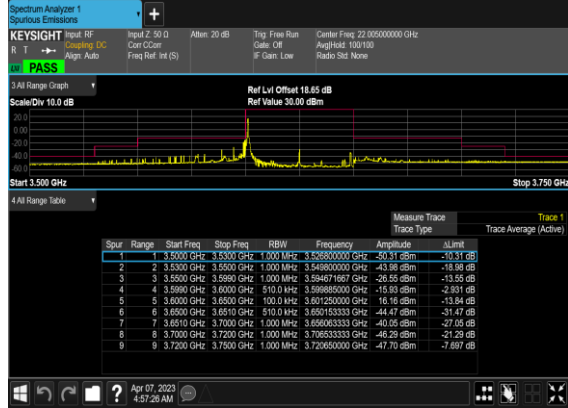 Spectrum Analyzer 1
Spurious Emissions
KEYSIGHT Input: RF Input Z: 50 Ω Atten: 20 dB Trig: Free Run Center Freq: 22.005000000 GHz
R T Coupling: DC Corr CCorr Gate: Off Avg|Hold: 100/100
Align: Auto Freq Ref: Int (S) IF Gain: Low Radio Std: None
PASS
3 All Range Graph
Ref Lvl Offset 18.65 dB
Scale/Div 10.0 dB Ref Value 30.00 dBm
20.0
0.00
-20.0
-40.0
-60.0
Start 3.500 GHz Stop 3.750 GHz
4 All Range Table
Measure Trace Trace 1
Trace Type Trace Average (Active)
Spur Range Start Freq Stop Freq RBW Frequency Amplitude ΔLimit
1 1 3.5000 GHz 3.5300 GHz 1.000 MHz 3.526800000 GHz -50.31 dBm -10.31 dB
2 2 3.5300 GHz 3.5500 GHz 1.000 MHz 3.549800000 GHz -43.98 dBm -18.98 dB
3 3 3.5500 GHz 3.5990 GHz 1.000 MHz 3.594671667 GHz -26.55 dBm -13.55 dB
4 4 3.5990 GHz 3.6000 GHz 510.0 kHz 3.599885000 GHz -15.93 dBm -2.931 dB
5 5 3.6000 GHz 3.6500 GHz 100.0 kHz 3.601250000 GHz 16.16 dBm -13.84 dB
6 6 3.6500 GHz 3.6510 GHz 510.0 kHz 3.650153333 GHz -44.47 dBm -31.47 dB
7 7 3.6510 GHz 3.7000 GHz 1.000 MHz 3.656063333 GHz -40.05 dBm -27.05 dB
8 8 3.7000 GHz 3.7200 GHz 1.000 MHz 3.706533333 GHz -46.29 dBm -21.29 dB
9 9 3.7200 GHz 3.7500 GHz 1.000 MHz 3.720650000 GHz -47.70 dBm -7.697 dB
Apr 07, 2023
4:57:26 AM